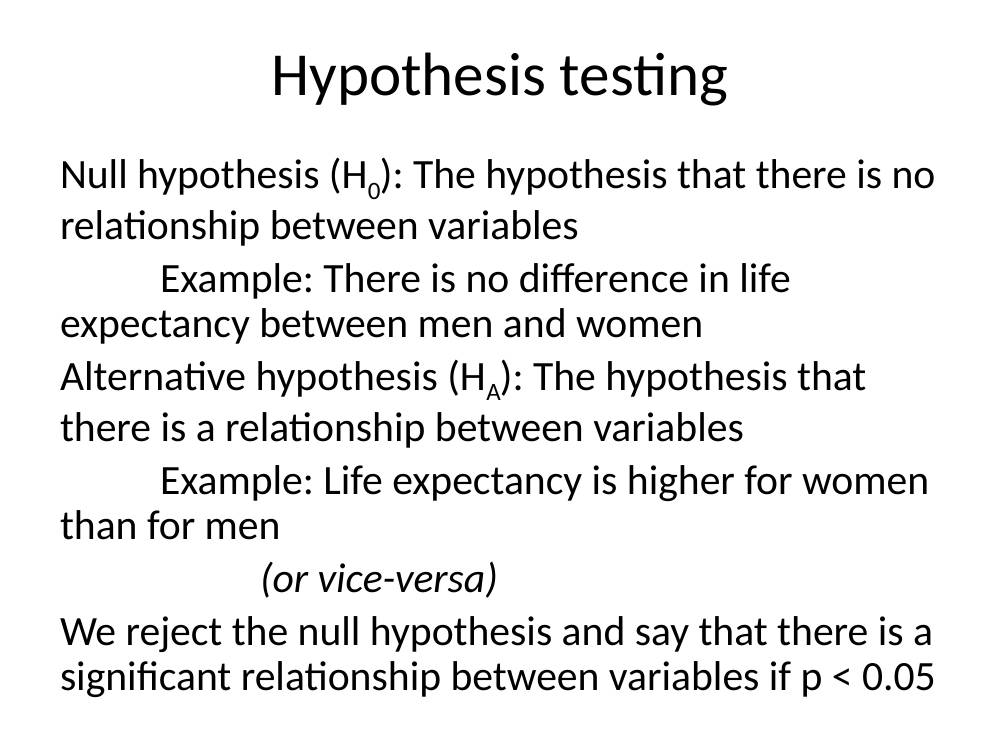 Hypothesis testing
Null hypothesis (H₀): The hypothesis that there is no
relationship between variables
Example: There is no difference in life
expectancy between men and women
Alternative hypothesis (H_A): The hypothesis that
there is a relationship between variables
Example: Life expectancy is higher for women
than for men
(or vice-versa)
We reject the null hypothesis and say that there is a
significant relationship between variables if p < 0.05